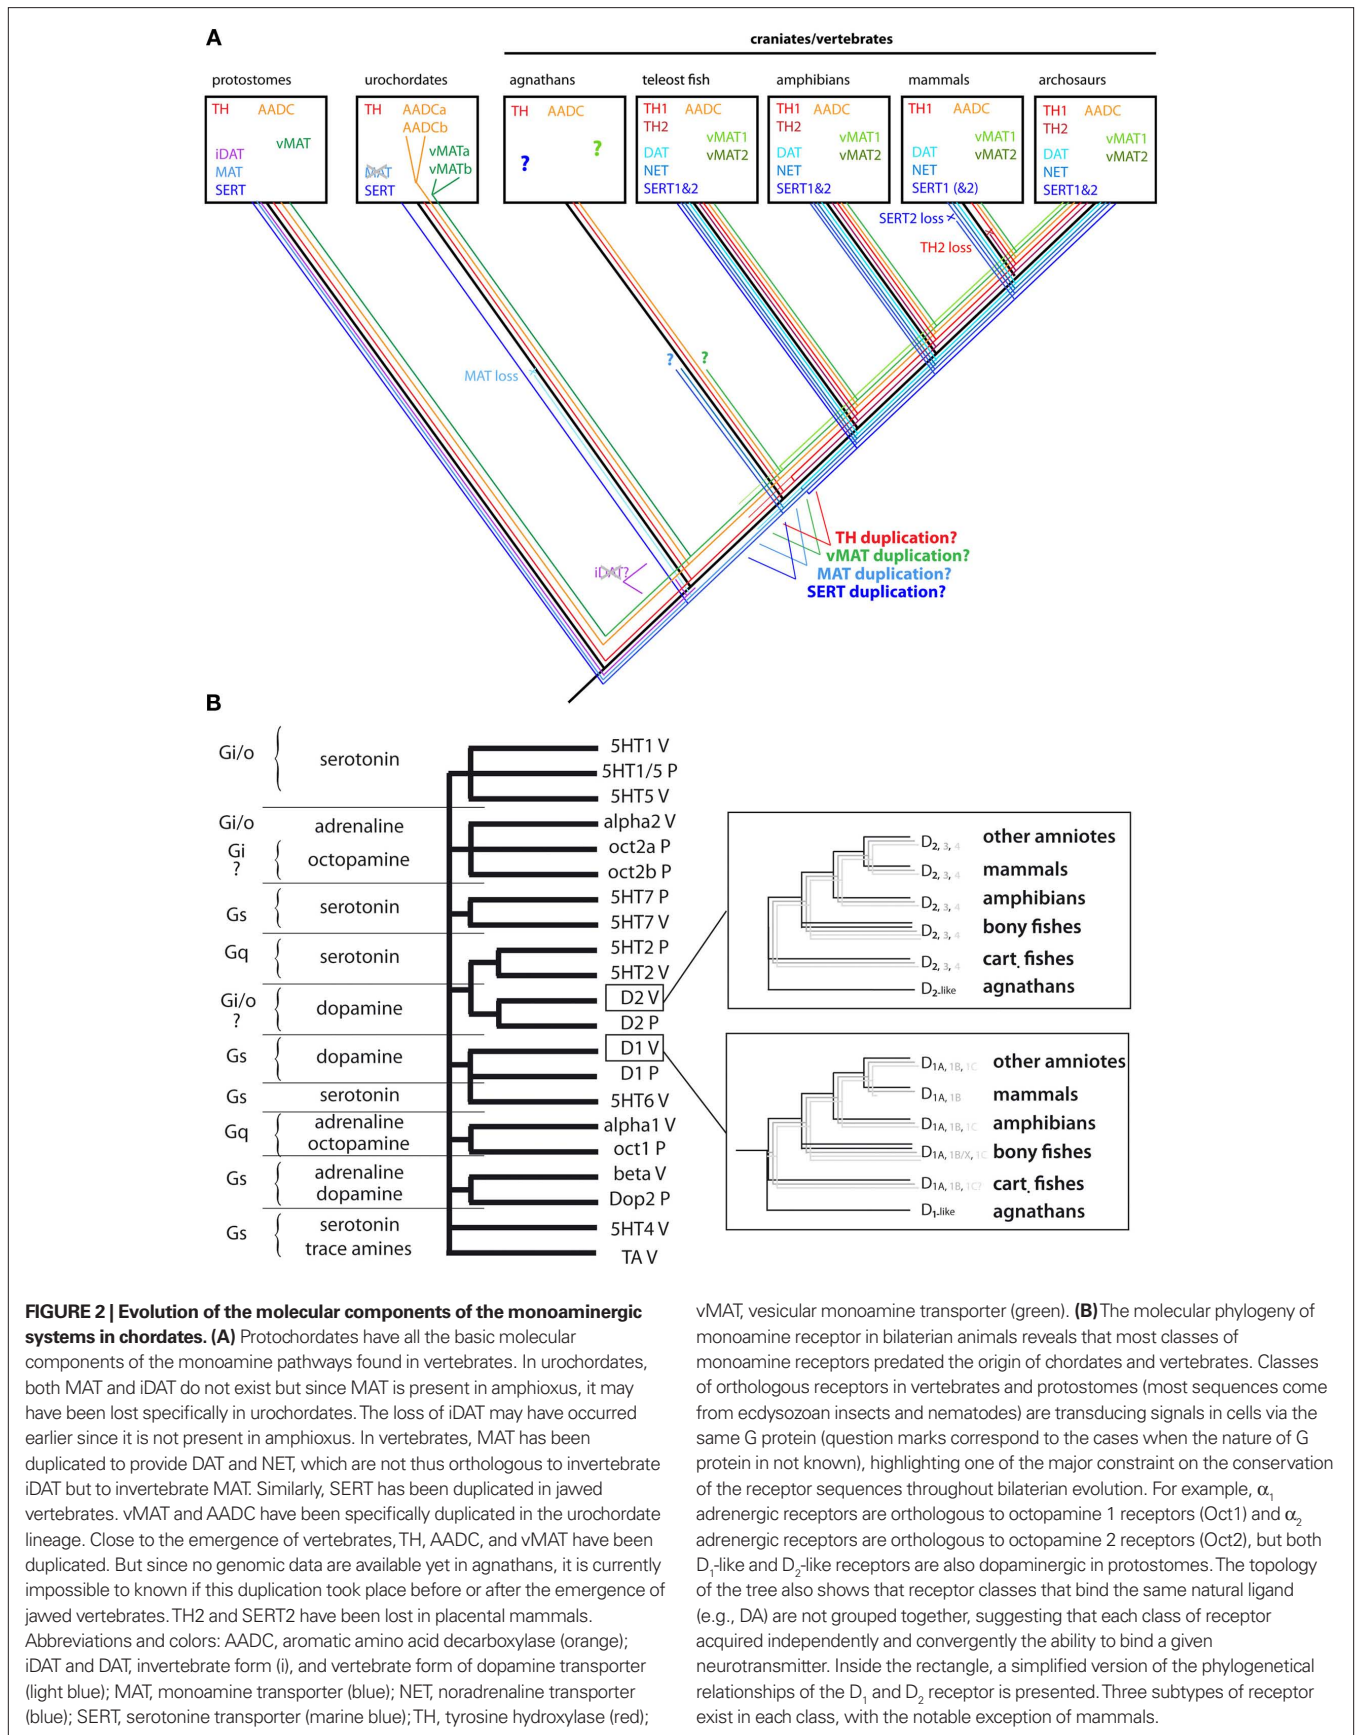 A
craniates/vertebrates
protostomes
urochordates
agnathans
teleost fish
amphibians
mammals
archosaurs
TH AADC
vMAT
iDAT
MAT
SERT
TH AADCa
AADCb
vMATa
MAT vMATb
SERT
TH AADC
? ?
TH1 AADC
TH2
vMAT1
DAT vMAT2
NET
SERT1&2
TH1 AADC
TH2
vMAT1
DAT vMAT2
NET
SERT1&2
TH1 AADC
vMAT1
DAT vMAT2
NET
SERT1 (&2)
TH1 AADC
TH2
vMAT1
DAT vMAT2
NET
SERT1&2
SERT2 loss
TH2 loss
? ?
MAT loss
iDAT?
TH duplication?
vMAT duplication?
MAT duplication?
SERT duplication?
B
Gi/o serotonin
5HT1 V
5HT1/5 P
5HT5 V
Gi/o adrenaline
alpha2 V
Gi
? octopamine
oct2a P
oct2b P
Gs serotonin
5HT7 P
5HT7 V
Gq serotonin
5HT2 P
5HT2 V
Gi/o
? dopamine
D2 V
D2 P
Gs dopamine
D1 V
D1 P
Gs serotonin
5HT6 V
Gq adrenaline
octopamine
alpha1 V
oct1 P
Gs adrenaline
dopamine
beta V
Dop2 P
Gs serotonin
trace amines
5HT4 V
TA V
D2, 3, 4 other amniotes
D2, 3, 4 mammals
D2, 3, 4 amphibians
D2, 3, 4 bony fishes
D2, 3, 4 cart. fishes
D2-like agnathans
D1A, 1B, 1C other amniotes
D1A, 1B mammals
D1A, 1B, 1C amphibians
D1A, 1B/X, 1C bony fishes
D1A, 1B, 1C? cart. fishes
D1-like agnathans
FIGURE 2 | Evolution of the molecular components of the monoaminergic
systems in chordates. (A) Protochordates have all the basic molecular
components of the monoamine pathways found in vertebrates. In urochordates,
both MAT and iDAT do not exist but since MAT is present in amphioxus, it may
have been lost specifically in urochordates. The loss of iDAT may have occurred
earlier since it is not present in amphioxus. In vertebrates, MAT has been
duplicated to provide DAT and NET, which are not thus orthologous to invertebrate
iDAT but to invertebrate MAT. Similarly, SERT has been duplicated in jawed
vertebrates. vMAT and AADC have been specifically duplicated in the urochordate
lineage. Close to the emergence of vertebrates, TH, AADC, and vMAT have been
duplicated. But since no genomic data are available yet in agnathans, it is currently
impossible to known if this duplication took place before or after the emergence of
jawed vertebrates. TH2 and SERT2 have been lost in placental mammals.
Abbreviations and colors: AADC, aromatic amino acid decarboxylase (orange);
iDAT and DAT, invertebrate form (i), and vertebrate form of dopamine transporter
(light blue); MAT, monoamine transporter (blue); NET, noradrenaline transporter
(blue); SERT, serotonine transporter (marine blue); TH, tyrosine hydroxylase (red);
vMAT, vesicular monoamine transporter (green). (B) The molecular phylogeny of
monoamine receptor in bilaterian animals reveals that most classes of
monoamine receptors predated the origin of chordates and vertebrates. Classes
of orthologous receptors in vertebrates and protostomes (most sequences come
from ecdysozoan insects and nematodes) are transducing signals in cells via the
same G protein (question marks correspond to the cases when the nature of G
protein in not known), highlighting one of the major constraint on the conservation
of the receptor sequences throughout bilaterian evolution. For example, α1
adrenergic receptors are orthologous to octopamine 1 receptors (Oct1) and α2
adrenergic receptors are orthologous to octopamine 2 receptors (Oct2), but both
D1-like and D2-like receptors are also dopaminergic in protostomes. The topology
of the tree also shows that receptor classes that bind the same natural ligand
(e.g., DA) are not grouped together, suggesting that each class of receptor
acquired independently and convergently the ability to bind a given
neurotransmitter. Inside the rectangle, a simplified version of the phylogenetical
relationships of the D1 and D2 receptor is presented. Three subtypes of receptor
exist in each class, with the notable exception of mammals.